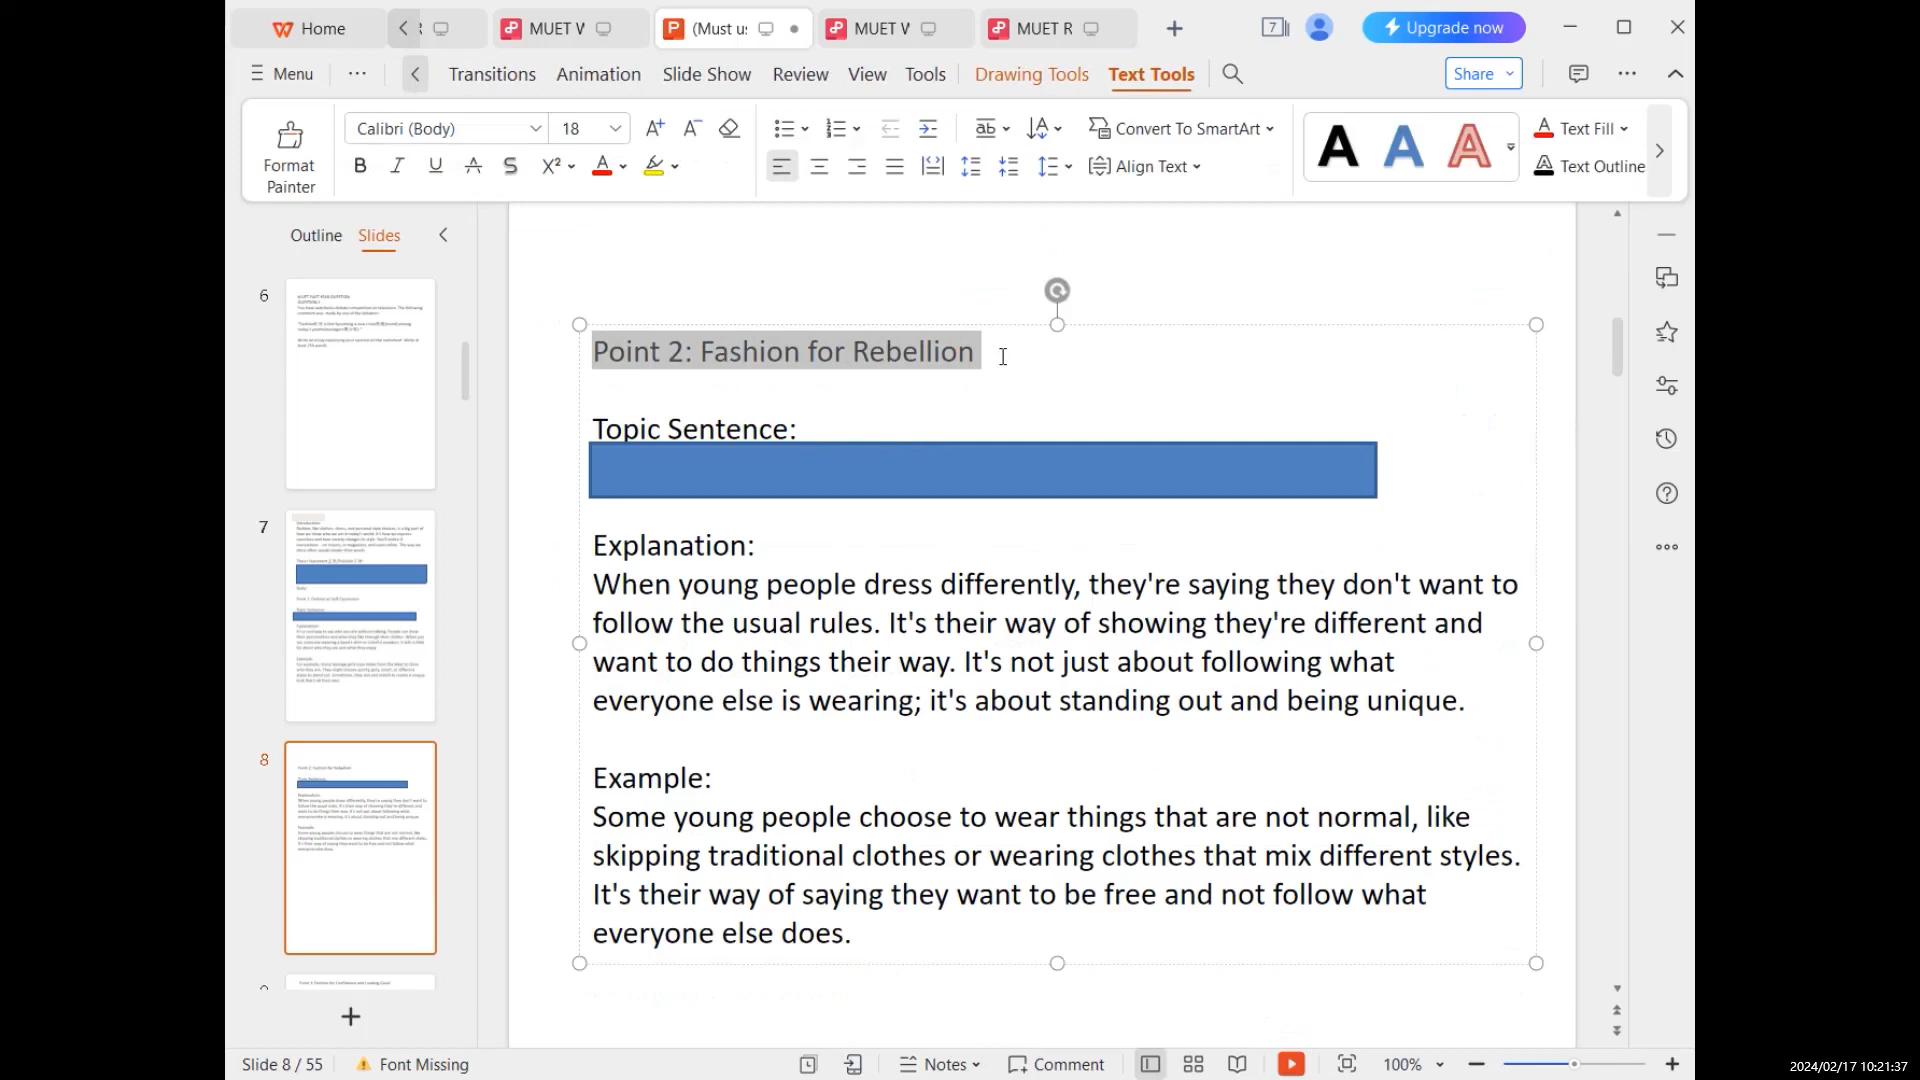 Home
MUET V
(Must u:
MUET V
MUET R
7
Upgrade now
Menu
Transitions
Animation
Slide Show
Review
View
Tools
Drawing Tools
Text Tools
Share
Format
Painter
Calibri (Body)
18
Convert To SmartArt
Align Text
Text Fill
Text Outline
Outline
Slides
6
7
8
Point 2: Fashion for Rebellion
Topic Sentence:
Explanation:
When young people dress differently, they're saying they don't want to
follow the usual rules. It's their way of showing they're different and
want to do things their way. It's not just about following what
everyone else is wearing; it's about standing out and being unique.
Example:
Some young people choose to wear things that are not normal, like
skipping traditional clothes or wearing clothes that mix different styles.
It's their way of saying they want to be free and not follow what
everyone else does.
Slide 8 / 55
Font Missing
Notes
Comment
100%
2024/02/17 10:21:37